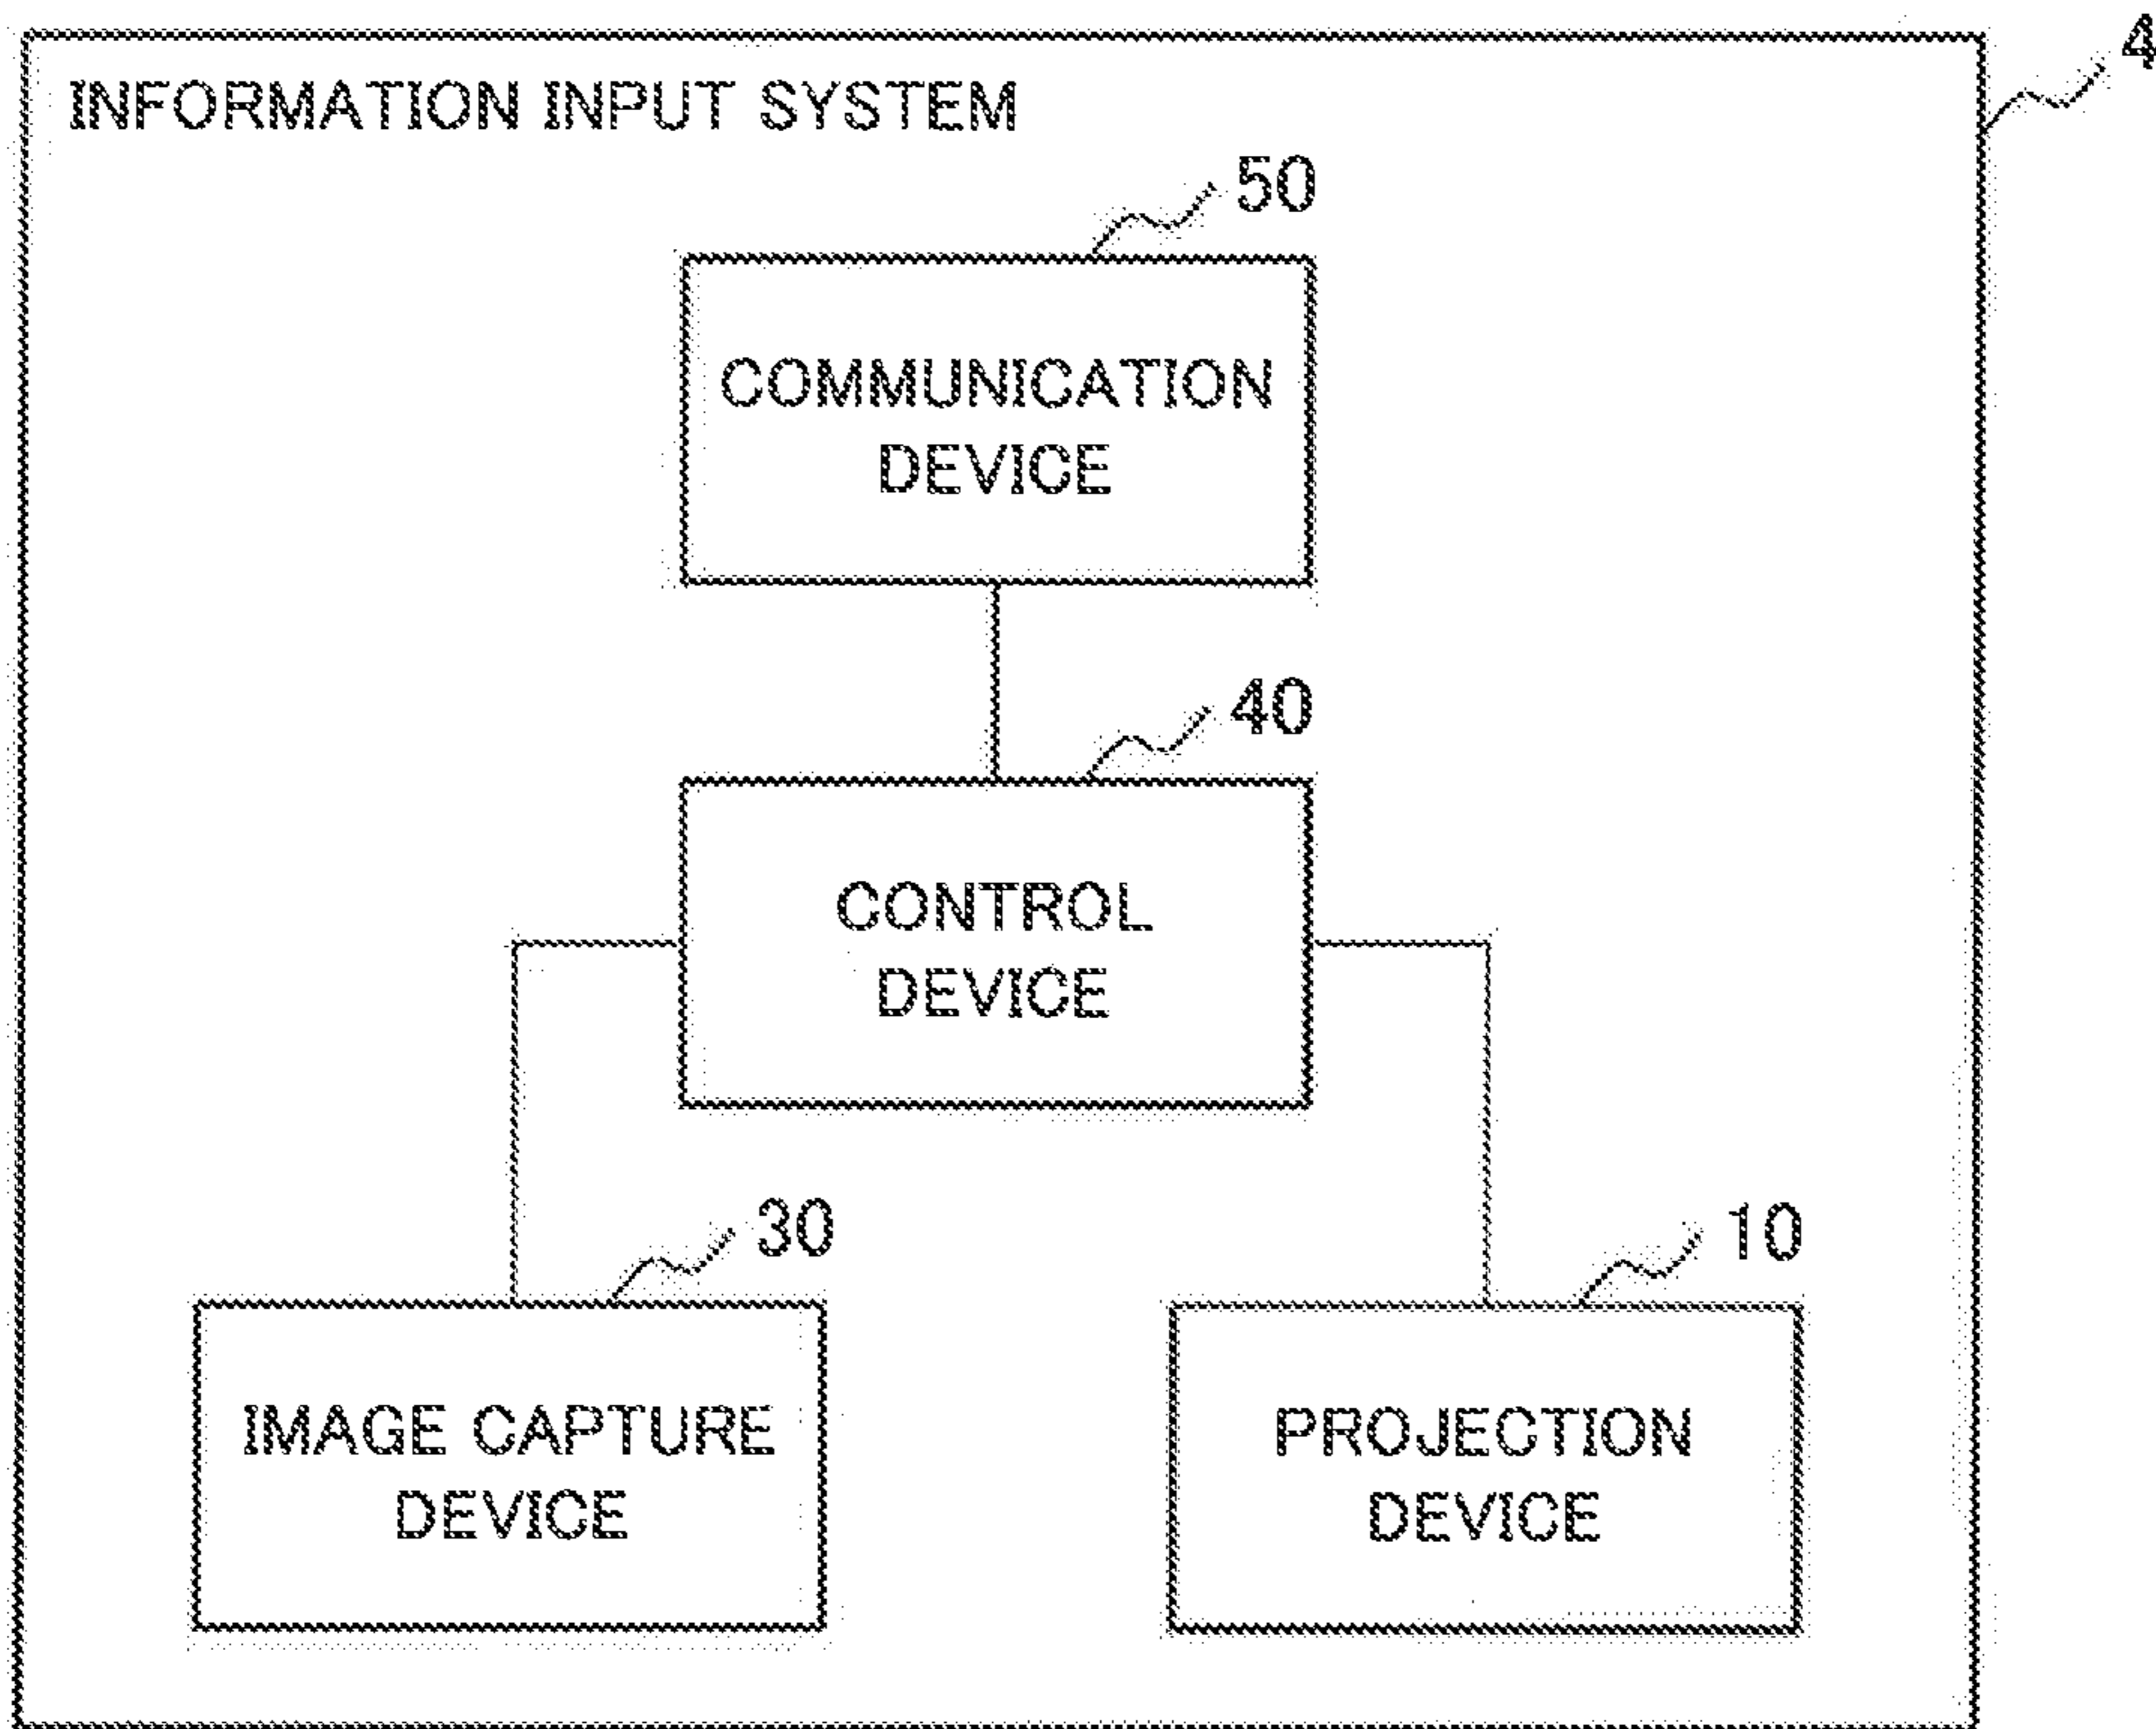 4
INFORMATION INPUT SYSTEM
50
COMMUNICATION
DEVICE
40
CONTROL
DEVICE
30
IMAGE CAPTURE
DEVICE
10
PROJECTION
DEVICE